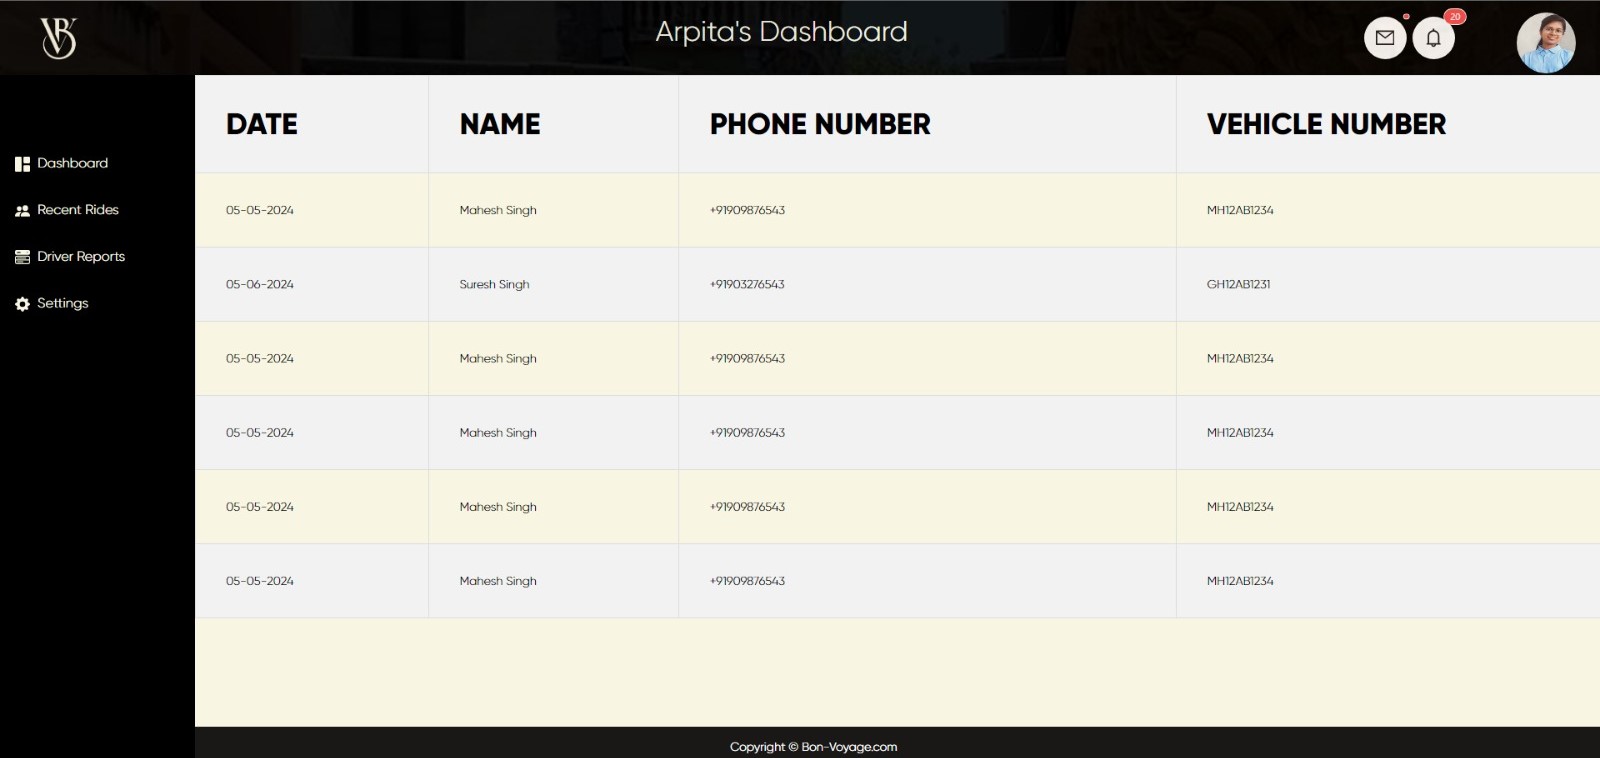 VB
Arpita's Dashboard
20
Dashboard
Recent Rides
Driver Reports
Settings
DATE NAME PHONE NUMBER VEHICLE NUMBER
05-05-2024 Mahesh Singh +91909876543 MH12AB1234
05-06-2024 Suresh Singh +91903276543 GH12AB1231
05-05-2024 Mahesh Singh +91909876543 MH12AB1234
05-05-2024 Mahesh Singh +91909876543 MH12AB1234
05-05-2024 Mahesh Singh +91909876543 MH12AB1234
05-05-2024 Mahesh Singh +91909876543 MH12AB1234
Copyright © Bon-Voyage.com